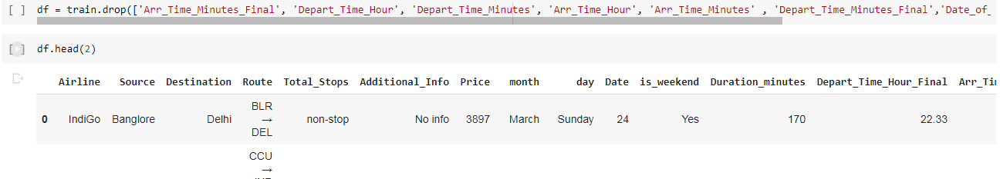 [ ] df = train.drop(['Arr_Time_Minutes_Final', 'Depart_Time_Hour', 'Depart_Time_Minutes', 'Arr_Time_Hour', 'Arr_Time_Minutes' , 'Depart_Time_Minutes_Final','Date_of_
[ ] df.head(2)
Airline Source Destination Route Total_Stops Additional_Info Price month day Date is_weekend Duration_minutes Depart_Time_Hour_Final Arr_Ti
BLR
0 IndiGo Banglore → Delhi non-stop No info 3897 March Sunday 24 Yes 170 22.33
DEL
CCU
→